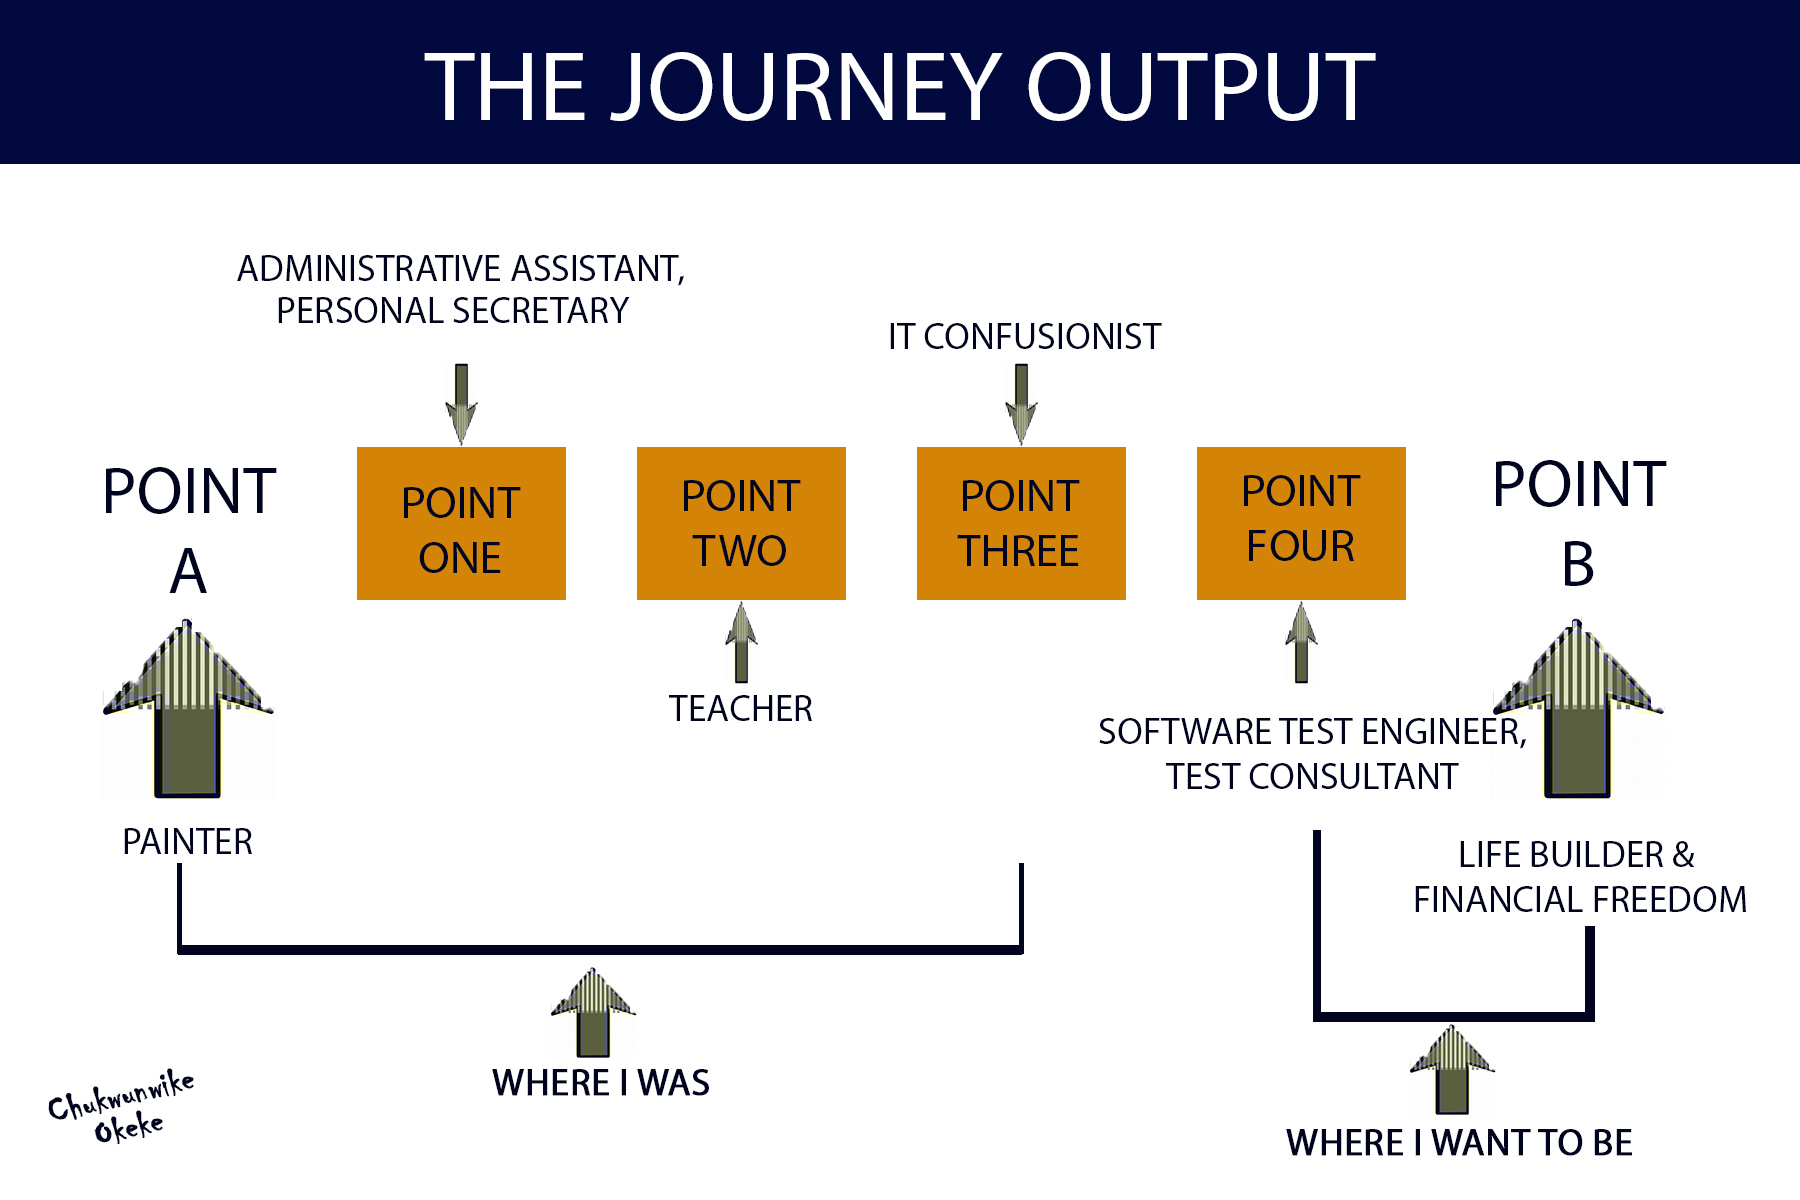 THE JOURNEY OUTPUT
ADMINISTRATIVE ASSISTANT,
PERSONAL SECRETARY
IT CONFUSIONIST
POINT
A
POINT
ONE
POINT
TWO
POINT
THREE
POINT
FOUR
POINT
B
TEACHER
SOFTWARE TEST ENGINEER,
TEST CONSULTANT
PAINTER
LIFE BUILDER &
FINANCIAL FREEDOM
WHERE I WAS
WHERE I WANT TO BE
Chukwunwike
Okeke